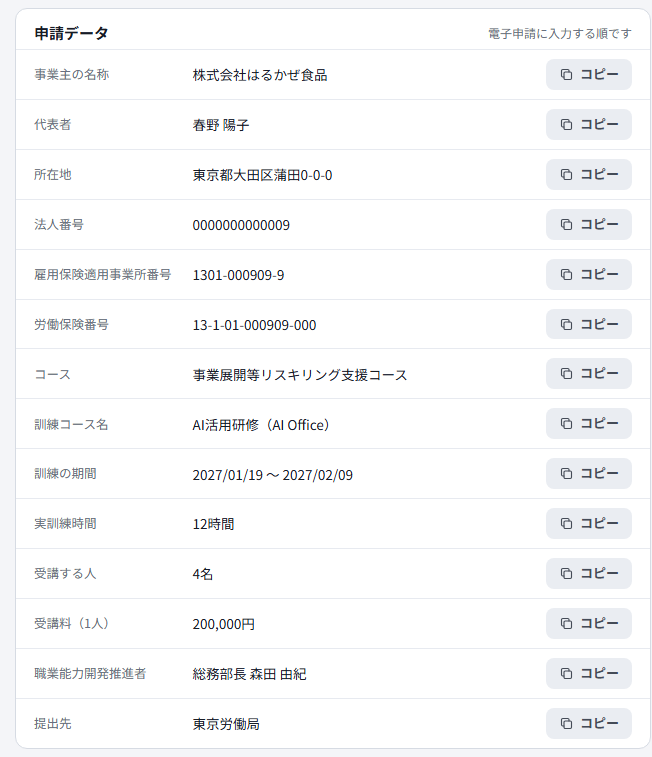 申請データ
電子申請に入力する順です
事業主の名称 株式会社はるかぜ食品 コピー
代表者 春野 陽子 コピー
所在地 東京都大田区蒲田0-0-0 コピー
法人番号 0000000000009 コピー
雇用保険適用事業所番号 1301-000909-9 コピー
労働保険番号 13-1-01-000909-000 コピー
コース 事業展開等リスキリング支援コース コピー
訓練コース名 AI活用研修（AI Office） コピー
訓練の期間 2027/01/19 〜 2027/02/09 コピー
実訓練時間 12時間 コピー
受講する人 4名 コピー
受講料（1人） 200,000円 コピー
職業能力開発推進者 総務部長 森田 由紀 コピー
提出先 東京労働局 コピー